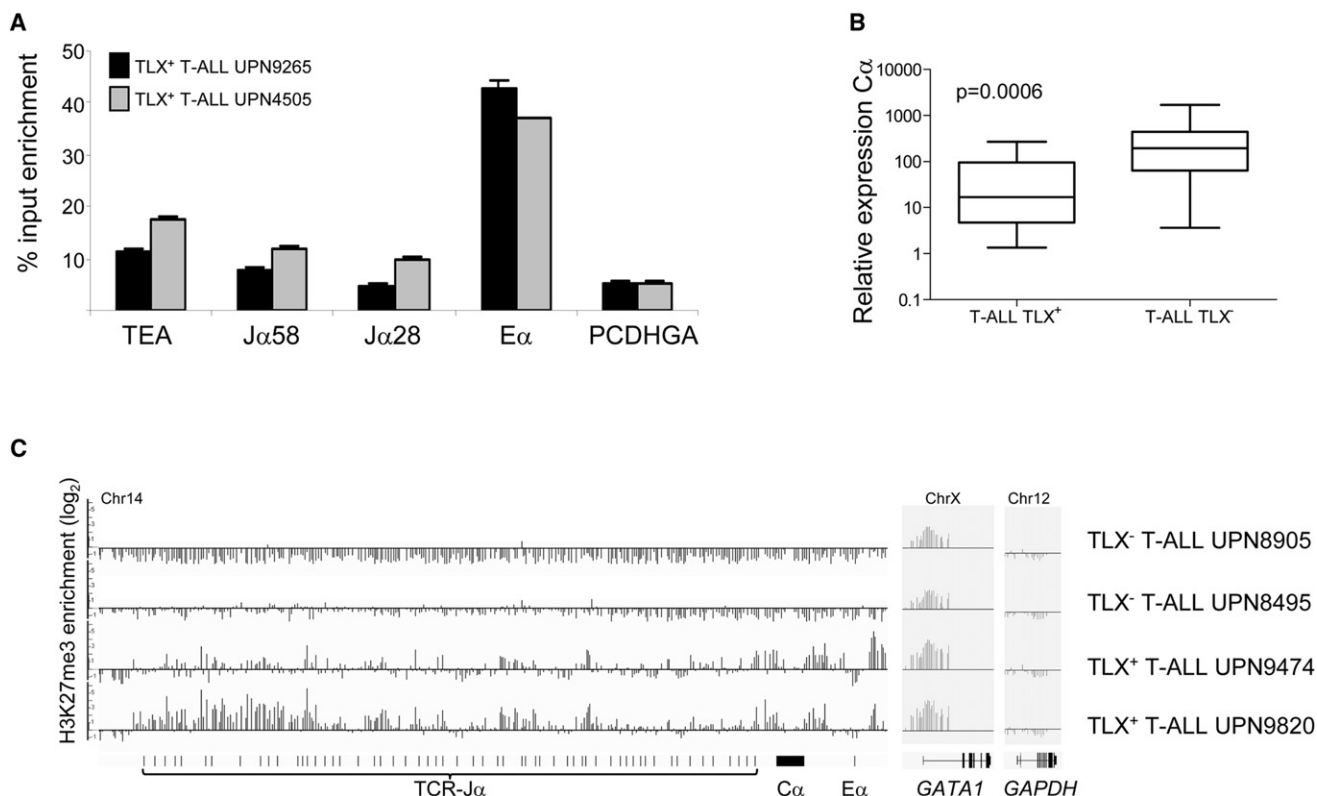 A
% input enrichment
50
40
30
20
10
TLX⁺ T-ALL UPN9265
TLX⁺ T-ALL UPN4505
TEA
Jα58
Jα28
Eα
PCDHGA
B
Relative expression Cα
10000
1000
100
10
1
0.1
p=0.0006
T-ALL TLX⁺
T-ALL TLX⁻
C
H3K27me3 enrichment (log₂)
Chr14
ChrX
Chr12
TLX⁻ T-ALL UPN8905
TLX⁻ T-ALL UPN8495
TLX⁺ T-ALL UPN9474
TLX⁺ T-ALL UPN9820
TCR-Jα
Cα
Eα
GATA1
GAPDH